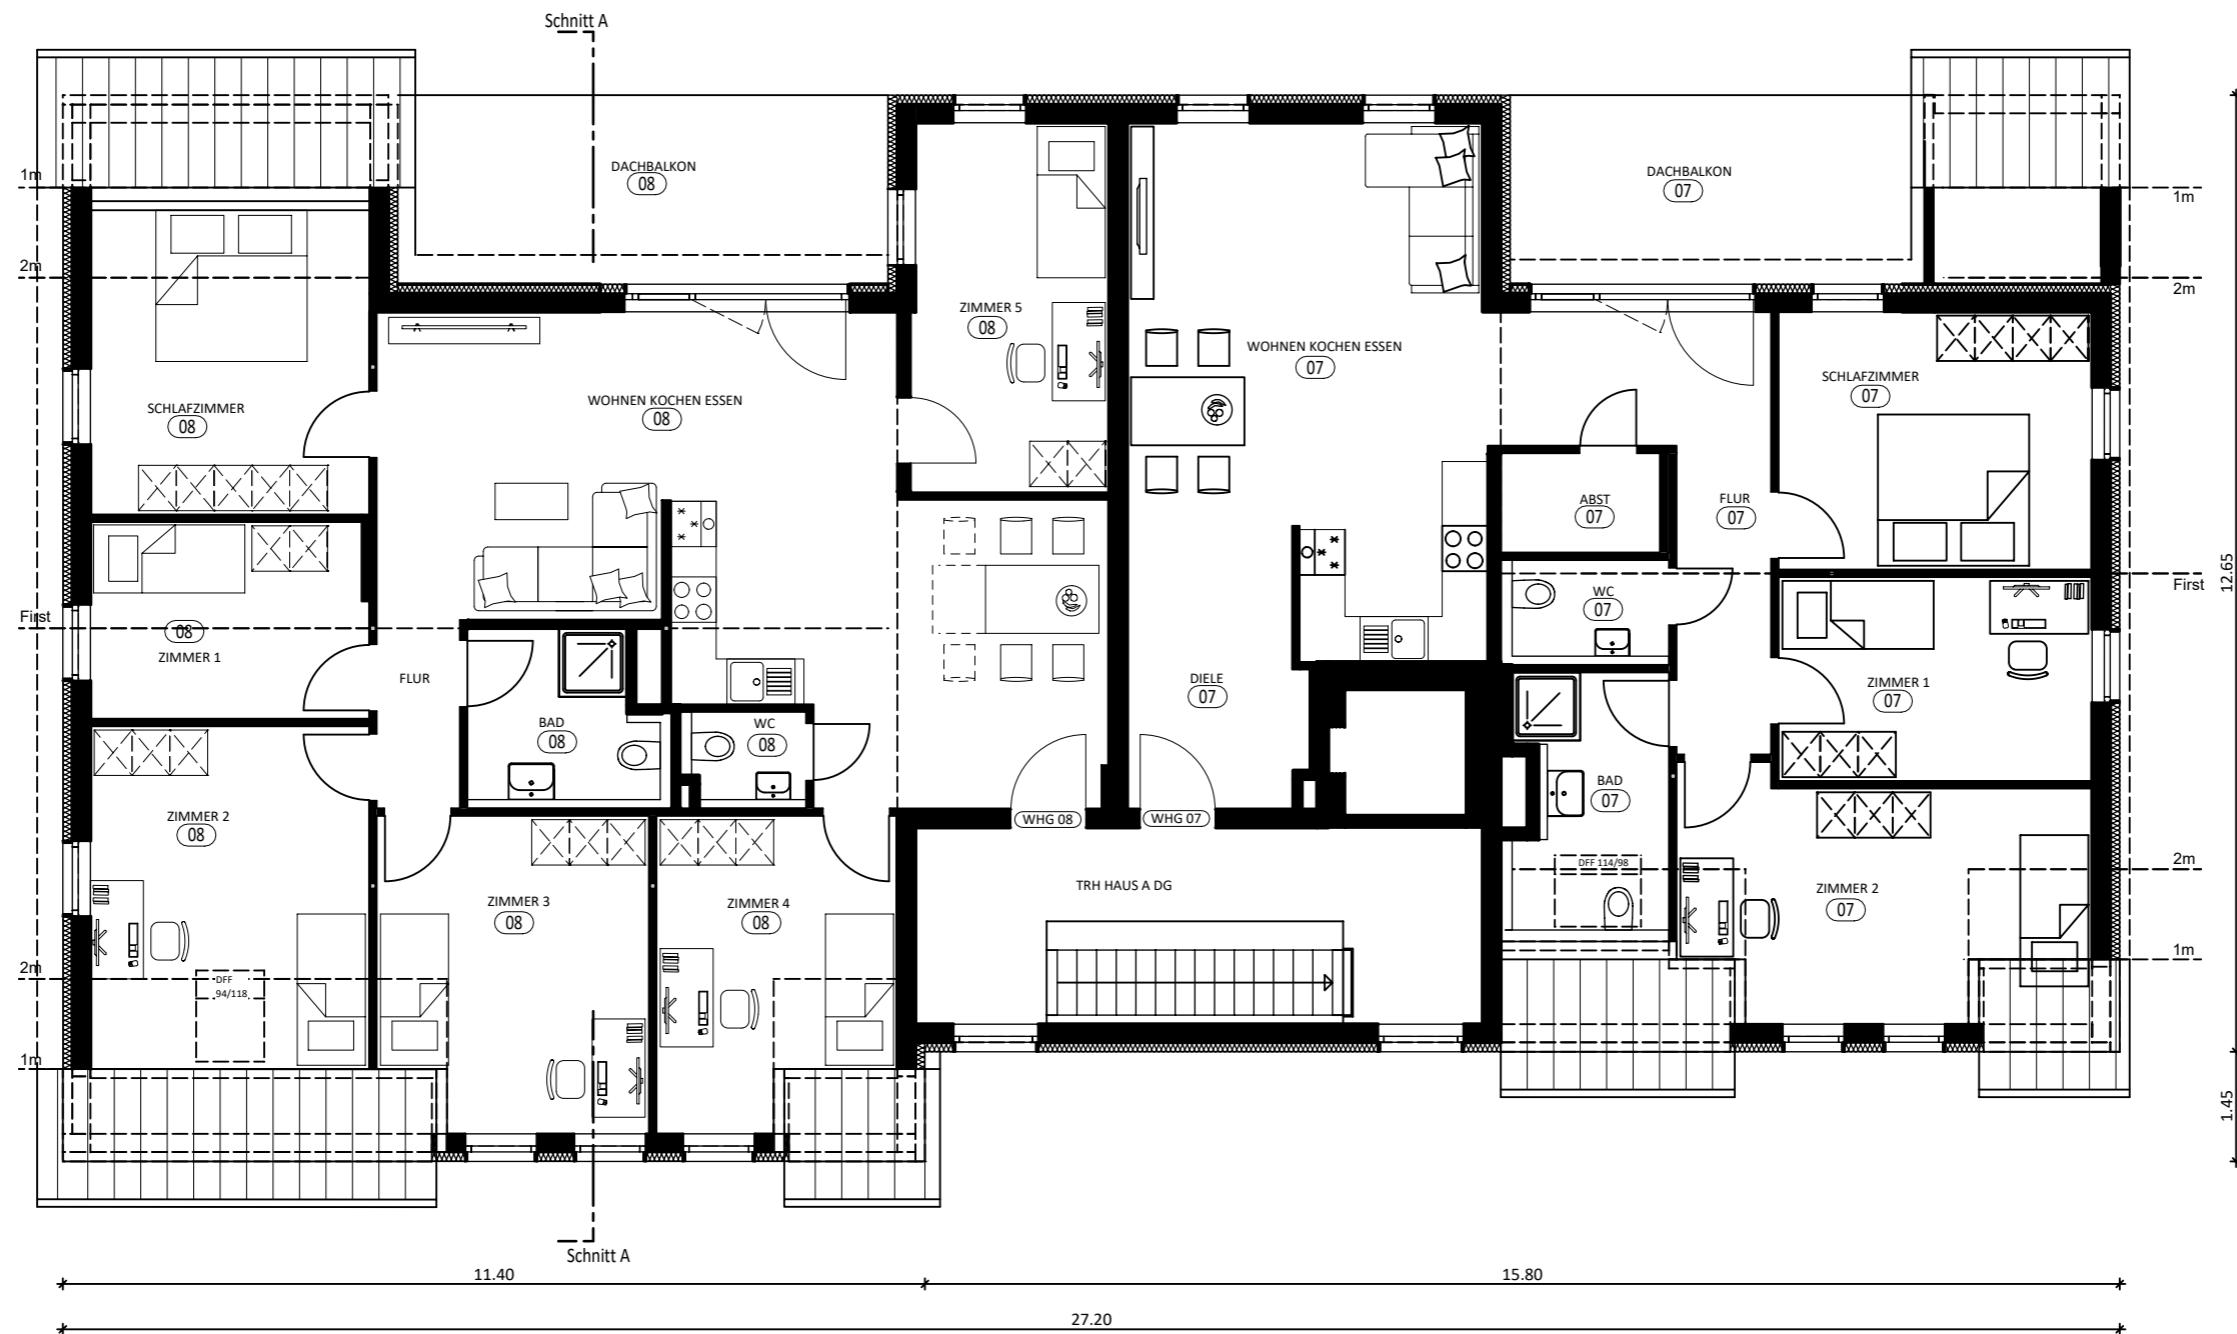 Schnitt A
DACHBALKON
08
DACHBALKON
07
1m
1m
2m
2m
ZIMMER 5
08
WOHNEN KOCHEN ESSEN
07
SCHLAFZIMMER
07
WOHNEN KOCHEN ESSEN
08
SCHLAFZIMMER
08
ABST
07
FLUR
07
12.65
First
WC
07
First
08
ZIMMER 1
FLUR
DIELE
07
ZIMMER 1
07
BAD
08
WC
08
BAD
07
ZIMMER 2
08
WHG 08
WHG 07
DFF 114/98
2m
TRH HAUS A DG
ZIMMER 2
07
ZIMMER 3
08
ZIMMER 4
08
1m
2m
DFF
94/118
1m
1.45
Schnitt A
11.40
15.80
27.20